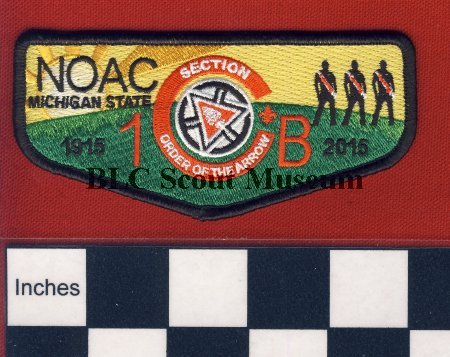 NOAC
MICHIGAN STATE
SECTION
ORDER OF THE ARROW
1915
1 B
2015
BLC Scout Museum
Inches